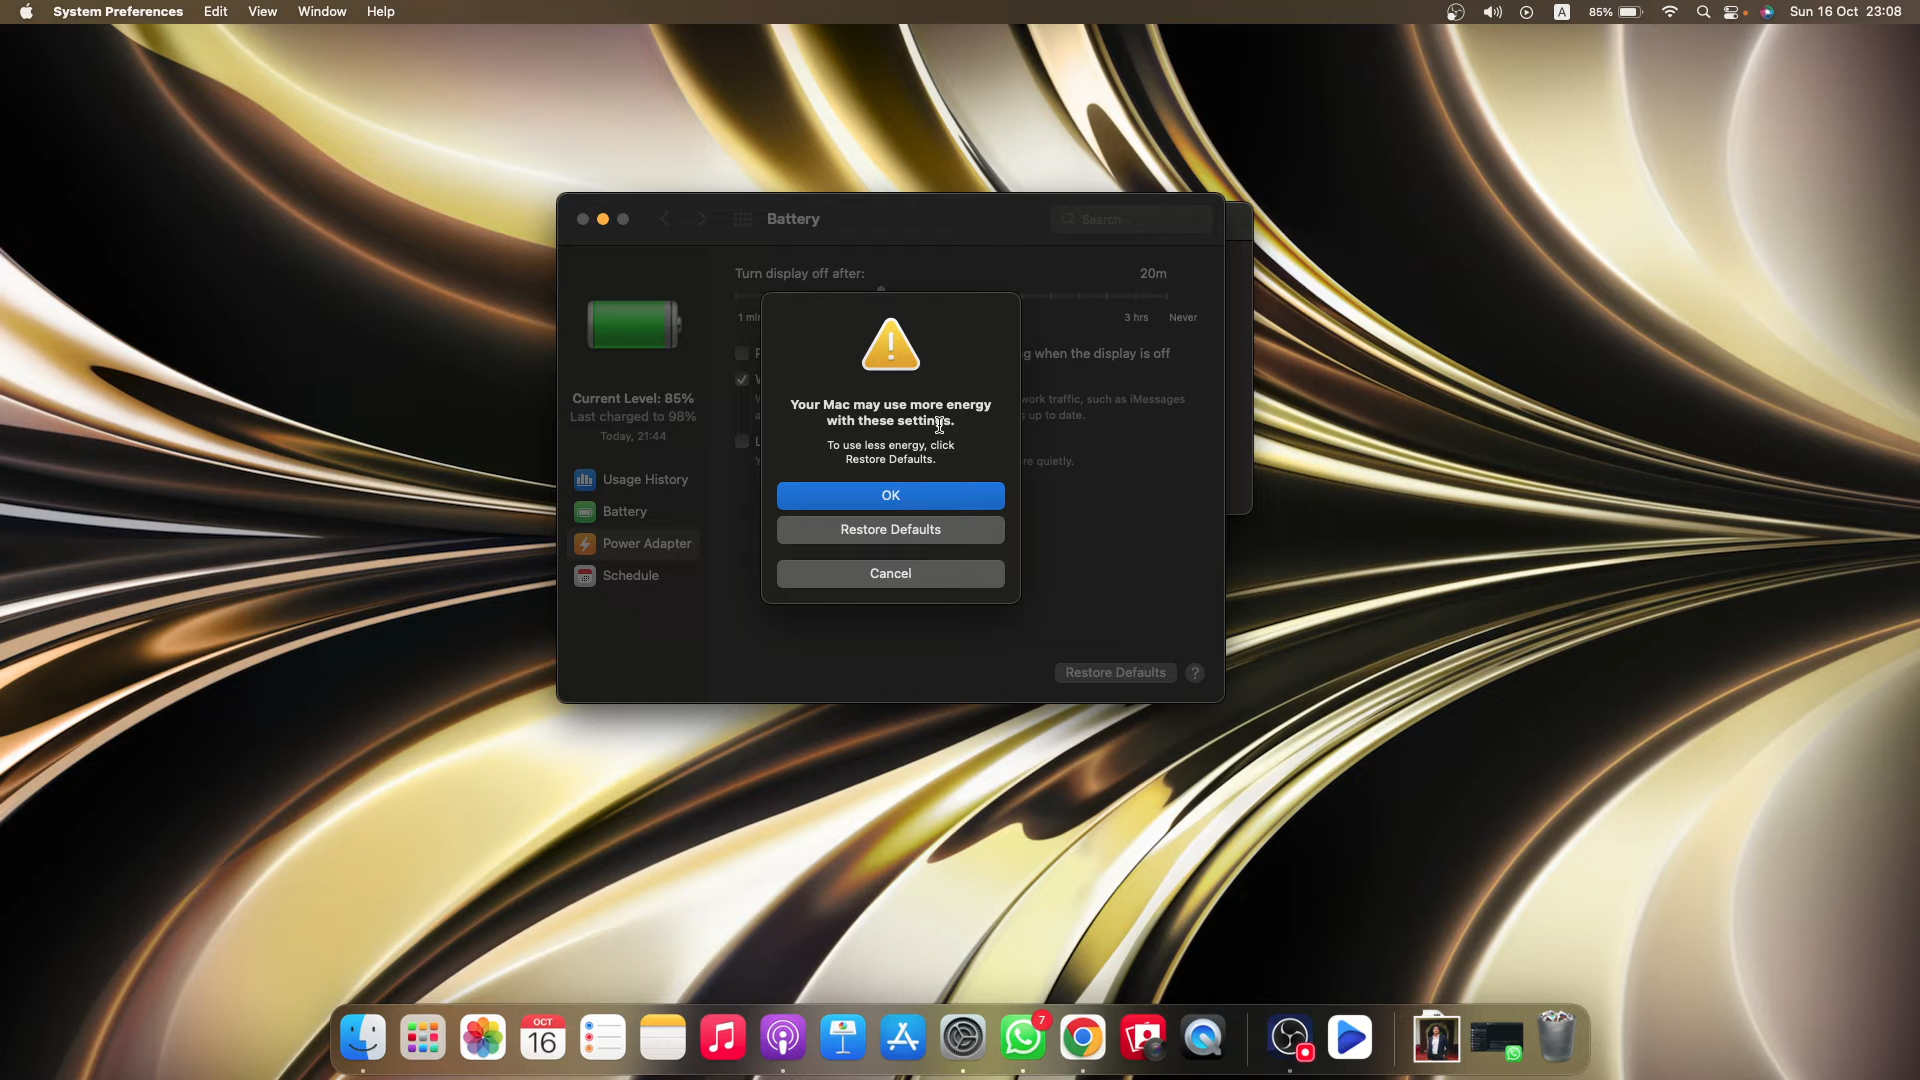 System Preferences Edit View Window Help
A 85% Sun 16 Oct 23:08
Battery
Search
Turn display off after: 20m
3 hrs Never
Your Mac may use more energy
with these settings.
To use less energy, click
Restore Defaults.
OK
Restore Defaults
Cancel
g when the display is off
work traffic, such as iMessages
s up to date.
re quietly.
Current Level: 85%
Last charged to 98%
Today, 21:44
Usage History
Battery
Power Adapter
Schedule
Restore Defaults ?
OCT
16
7